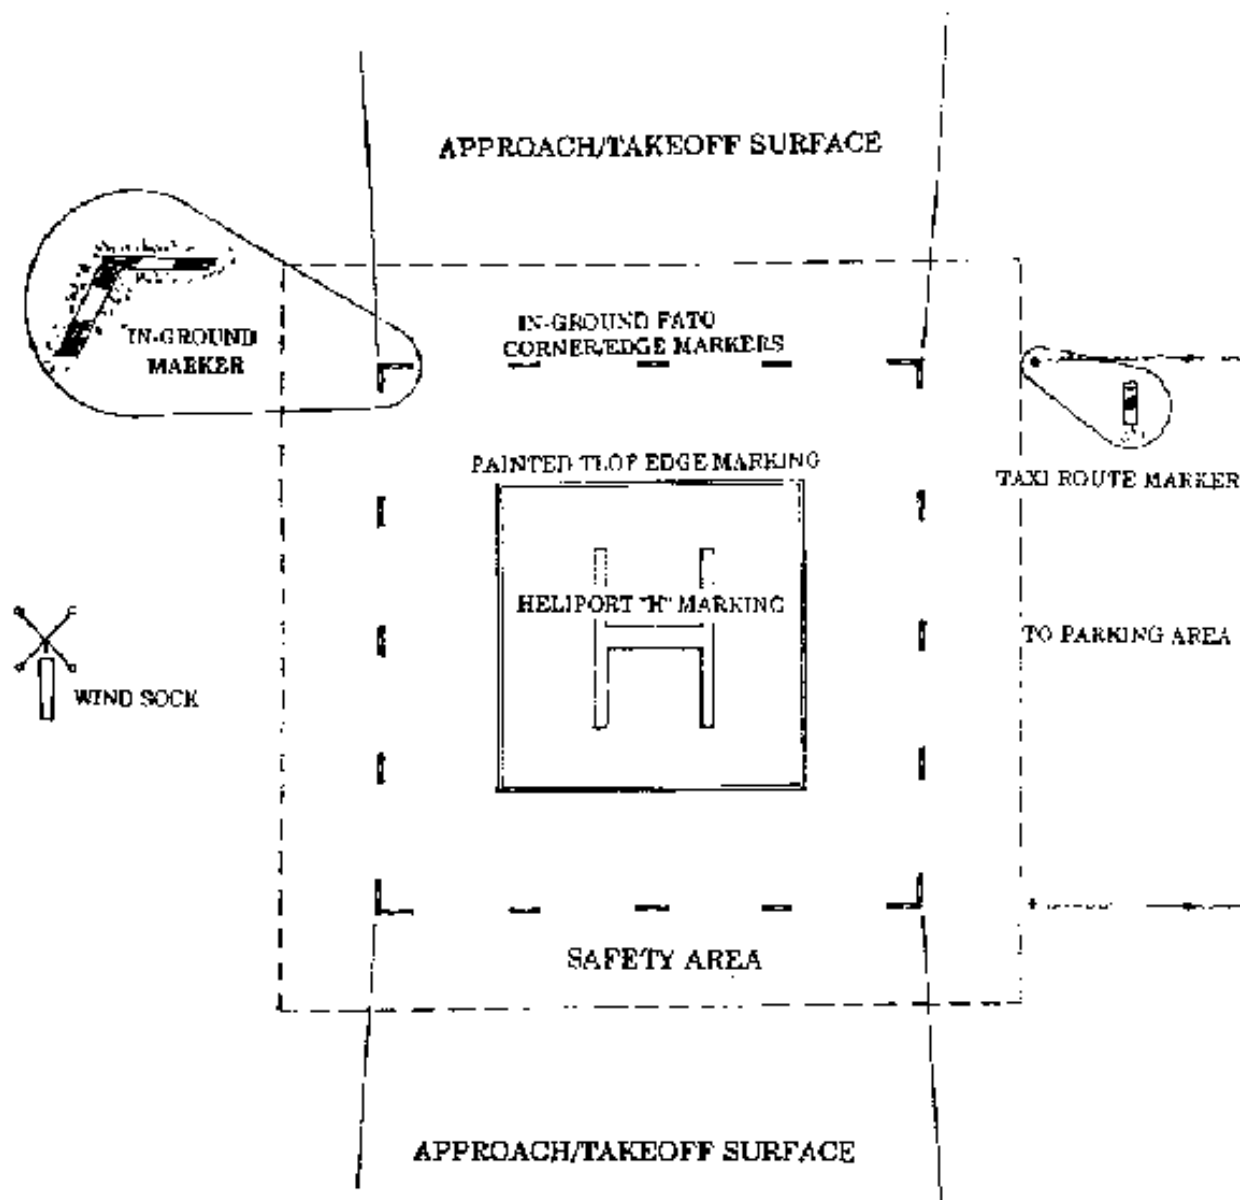 APPROACH/TAKEOFF SURFACE
IN-GROUND
MARKER
IN-GROUND FATO
CORNER/EDGE MARKERS
PAINTED TLOF EDGE MARKING
TAXI ROUTE MARKER
HELIPORT "H" MARKING
TO PARKING AREA
WIND SOCK
SAFETY AREA
APPROACH/TAKEOFF SURFACE